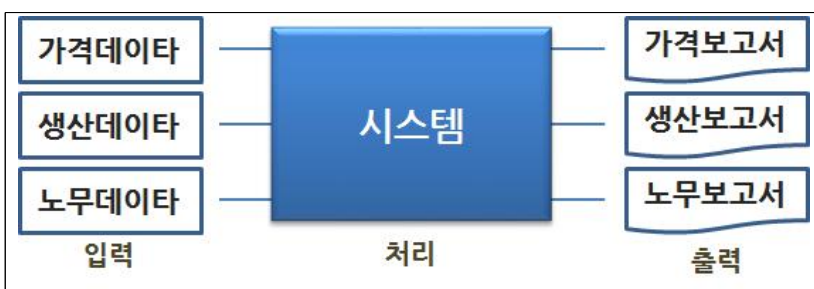 가격데이타
생산데이타
노무데이타
입력
시스템
처리
가격보고서
생산보고서
노무보고서
출력